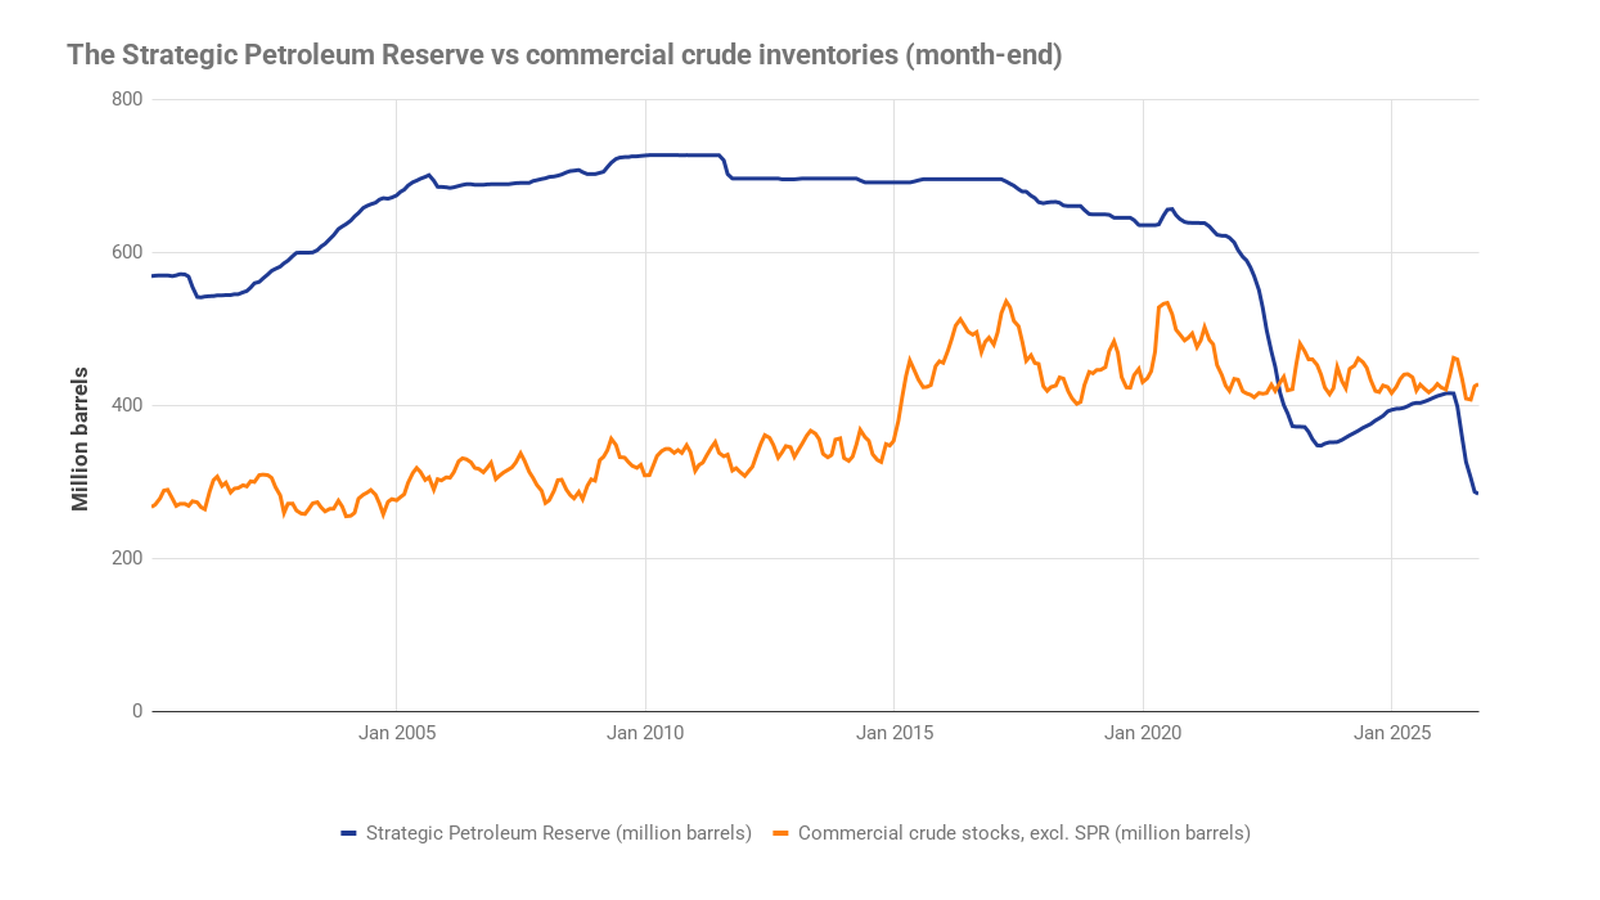 The Strategic Petroleum Reserve vs commercial crude inventories (month-end)
Million barrels
800
600
400
200
0
Jan 2005
Jan 2010
Jan 2015
Jan 2020
Jan 2025
Strategic Petroleum Reserve (million barrels)
Commercial crude stocks, excl. SPR (million barrels)